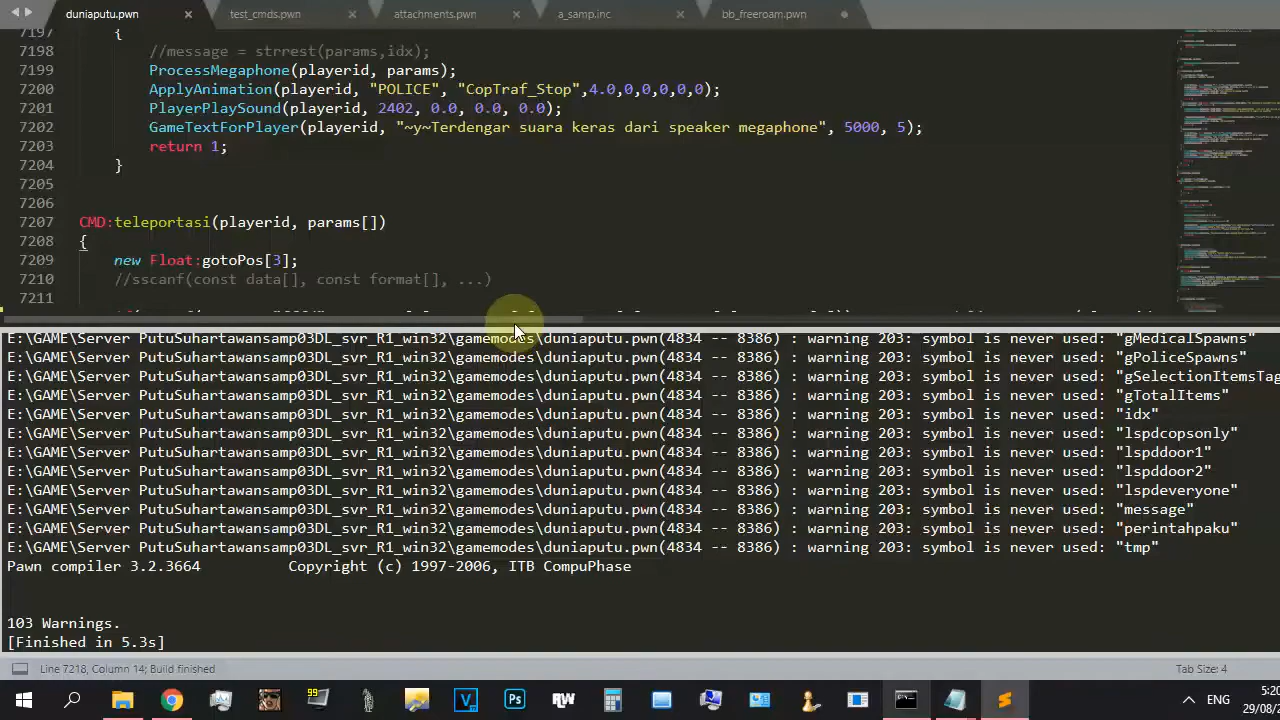 duniaputu.pwn × test_cmds.pwn × attachments.pwn × a_samp.inc × bb_freeroam.pwn
7197 {
7198 //message = strrest(params,idx);
7199 ProcessMegaphone(playerid, params);
7200 ApplyAnimation(playerid, "POLICE", "CopTraf_Stop",4.0,0,0,0,0,0);
7201 PlayerPlaySound(playerid, 2402, 0.0, 0.0, 0.0);
7202 GameTextForPlayer(playerid, "~y~Terdengar suara keras dari speaker megaphone", 5000, 5);
7203 return 1;
7204 }
7205
7206
7207 CMD:teleportasi(playerid, params[])
7208 {
7209 new Float:gotoPos[3];
7210 //sscanf(const data[], const format[], ...)
7211
E:\GAME\Server PutuSuhartawansamp03DL_svr_R1_win32\gamemodes\duniaputu.pwn(4834 -- 8386) : warning 203: symbol is never used: "gMedicalSpawns"
E:\GAME\Server PutuSuhartawansamp03DL_svr_R1_win32\gamemodes\duniaputu.pwn(4834 -- 8386) : warning 203: symbol is never used: "gPoliceSpawns"
E:\GAME\Server PutuSuhartawansamp03DL_svr_R1_win32\gamemodes\duniaputu.pwn(4834 -- 8386) : warning 203: symbol is never used: "gSelectionItemsTag
E:\GAME\Server PutuSuhartawansamp03DL_svr_R1_win32\gamemodes\duniaputu.pwn(4834 -- 8386) : warning 203: symbol is never used: "gTotalItems"
E:\GAME\Server PutuSuhartawansamp03DL_svr_R1_win32\gamemodes\duniaputu.pwn(4834 -- 8386) : warning 203: symbol is never used: "idx"
E:\GAME\Server PutuSuhartawansamp03DL_svr_R1_win32\gamemodes\duniaputu.pwn(4834 -- 8386) : warning 203: symbol is never used: "lspdcopsonly"
E:\GAME\Server PutuSuhartawansamp03DL_svr_R1_win32\gamemodes\duniaputu.pwn(4834 -- 8386) : warning 203: symbol is never used: "lspddoor1"
E:\GAME\Server PutuSuhartawansamp03DL_svr_R1_win32\gamemodes\duniaputu.pwn(4834 -- 8386) : warning 203: symbol is never used: "lspddoor2"
E:\GAME\Server PutuSuhartawansamp03DL_svr_R1_win32\gamemodes\duniaputu.pwn(4834 -- 8386) : warning 203: symbol is never used: "lspdeveryone"
E:\GAME\Server PutuSuhartawansamp03DL_svr_R1_win32\gamemodes\duniaputu.pwn(4834 -- 8386) : warning 203: symbol is never used: "message"
E:\GAME\Server PutuSuhartawansamp03DL_svr_R1_win32\gamemodes\duniaputu.pwn(4834 -- 8386) : warning 203: symbol is never used: "perintahpaku"
E:\GAME\Server PutuSuhartawansamp03DL_svr_R1_win32\gamemodes\duniaputu.pwn(4834 -- 8386) : warning 203: symbol is never used: "tmp"
Pawn compiler 3.2.3664 Copyright (c) 1997-2006, ITB CompuPhase
103 Warnings.
[Finished in 5.3s]
Line 7218, Column 14; Build finished Tab Size: 4
99 V Ps RW ENG 5:20
29/08/2